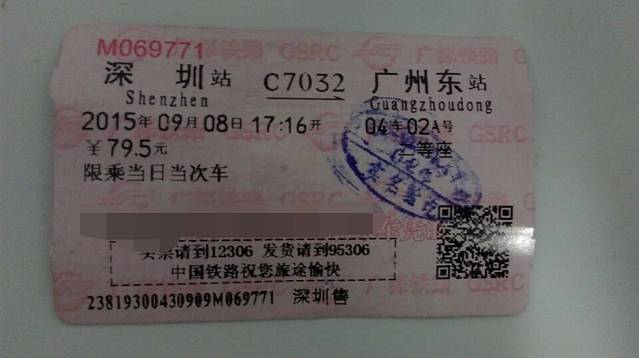 M069771
深圳站 C7032 广州东站
Shenzhen Guangzhoudong
2015年09月08日17:16开 04车02A号
￥79.5元 等座
限乘当日当次车
买票请到12306 发货请到95306
中国铁路祝您旅途愉快
23819300430909M069771 深圳售